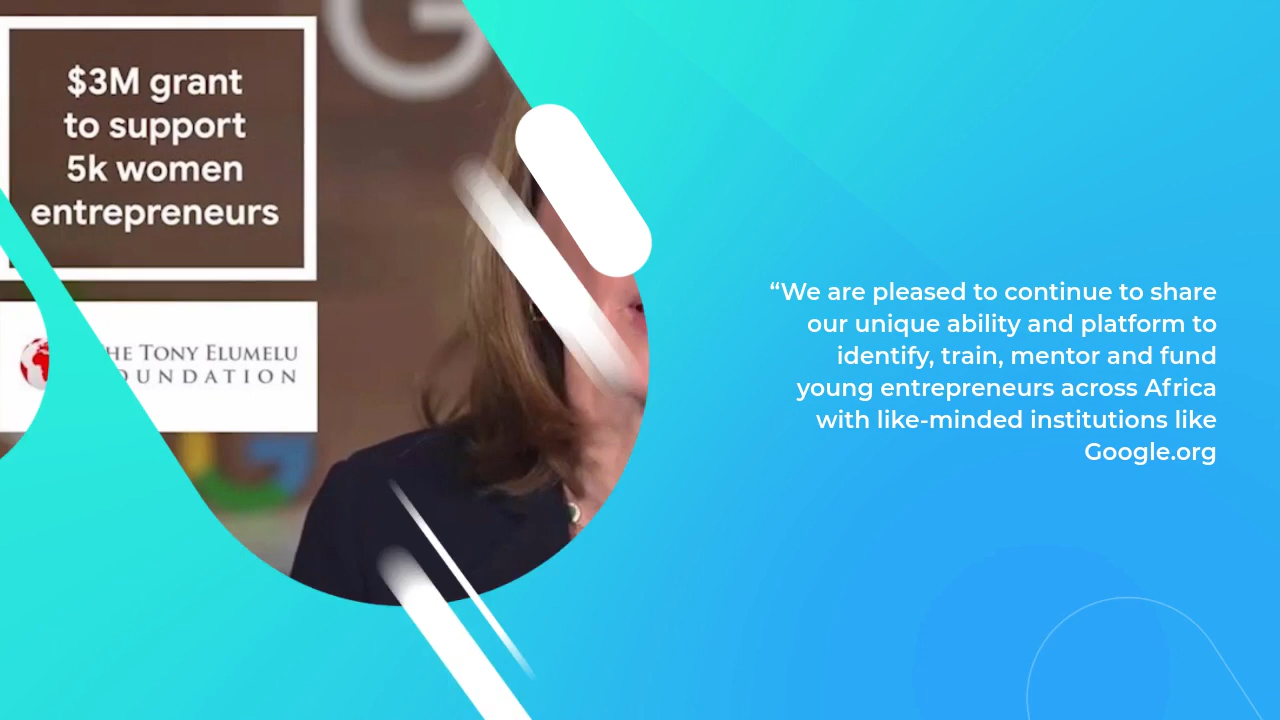 $3M grant
to support
5k women
entrepreneurs
TONY ELUMELU
“We are pleased to continue to share
our unique ability and platform to
identify, train, mentor and fund
young entrepreneurs across Africa
with like-minded institutions like
Google.org